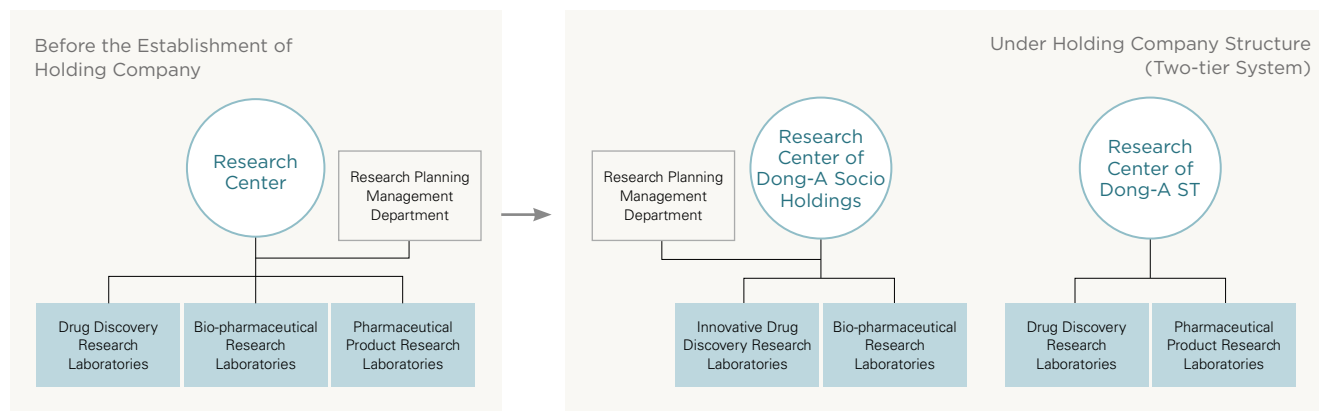 Before the Establishment of
Holding Company
Research
Center
Research Planning
Management
Department
Drug Discovery
Research
Laboratories
Bio-pharmaceutical
Research
Laboratories
Pharmaceutical
Product Research
Laboratories
Under Holding Company Structure
(Two-tier System)
Research Planning
Management
Department
Research
Center of
Dong-A Socio
Holdings
Innovative Drug
Discovery Research
Laboratories
Bio-pharmaceutical
Research
Laboratories
Research
Center of
Dong-A ST
Drug Discovery
Research
Laboratories
Pharmaceutical
Product Research
Laboratories